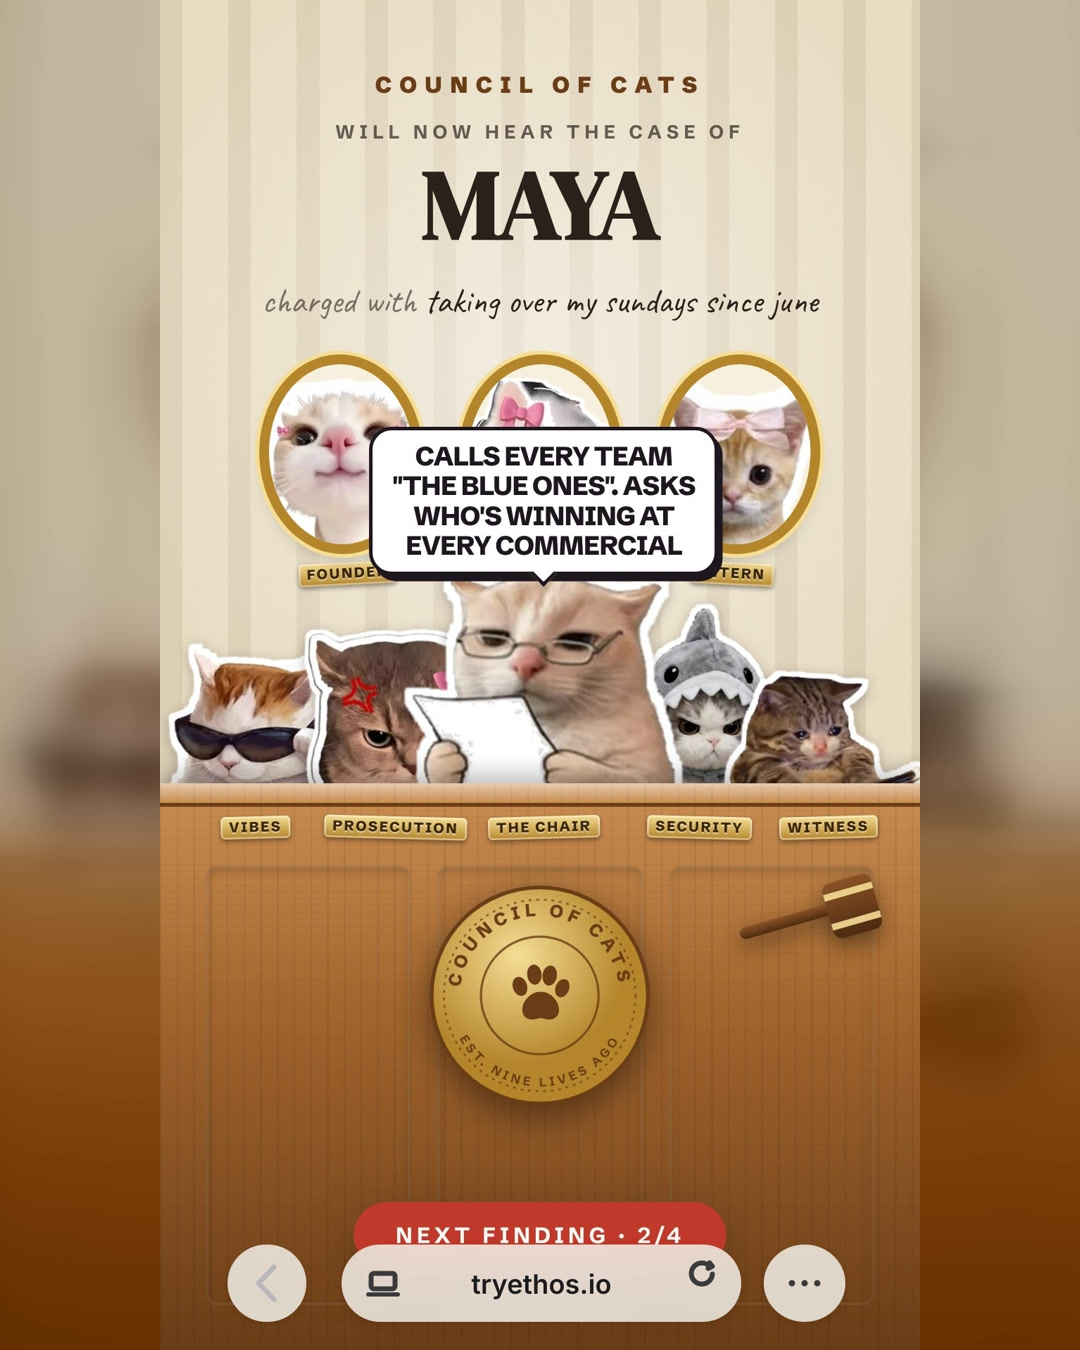 COUNCIL OF CATS
WILL NOW HEAR THE CASE OF
MAYA
charged with taking over my sundays since june
CALLS EVERY TEAM
"THE BLUE ONES". ASKS
WHO'S WINNING AT
EVERY COMMERCIAL
VIBES
PROSECUTION
THE CHAIR
SECURITY
WITNESS
COUNCIL OF CATS
EST. NINE LIVES AGO
NEXT FINDING · 2/4
tryethos.io